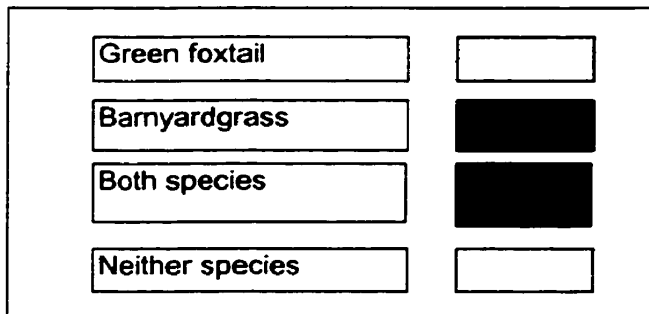 Green foxtail
Barnyardgrass
Both species
Neither species